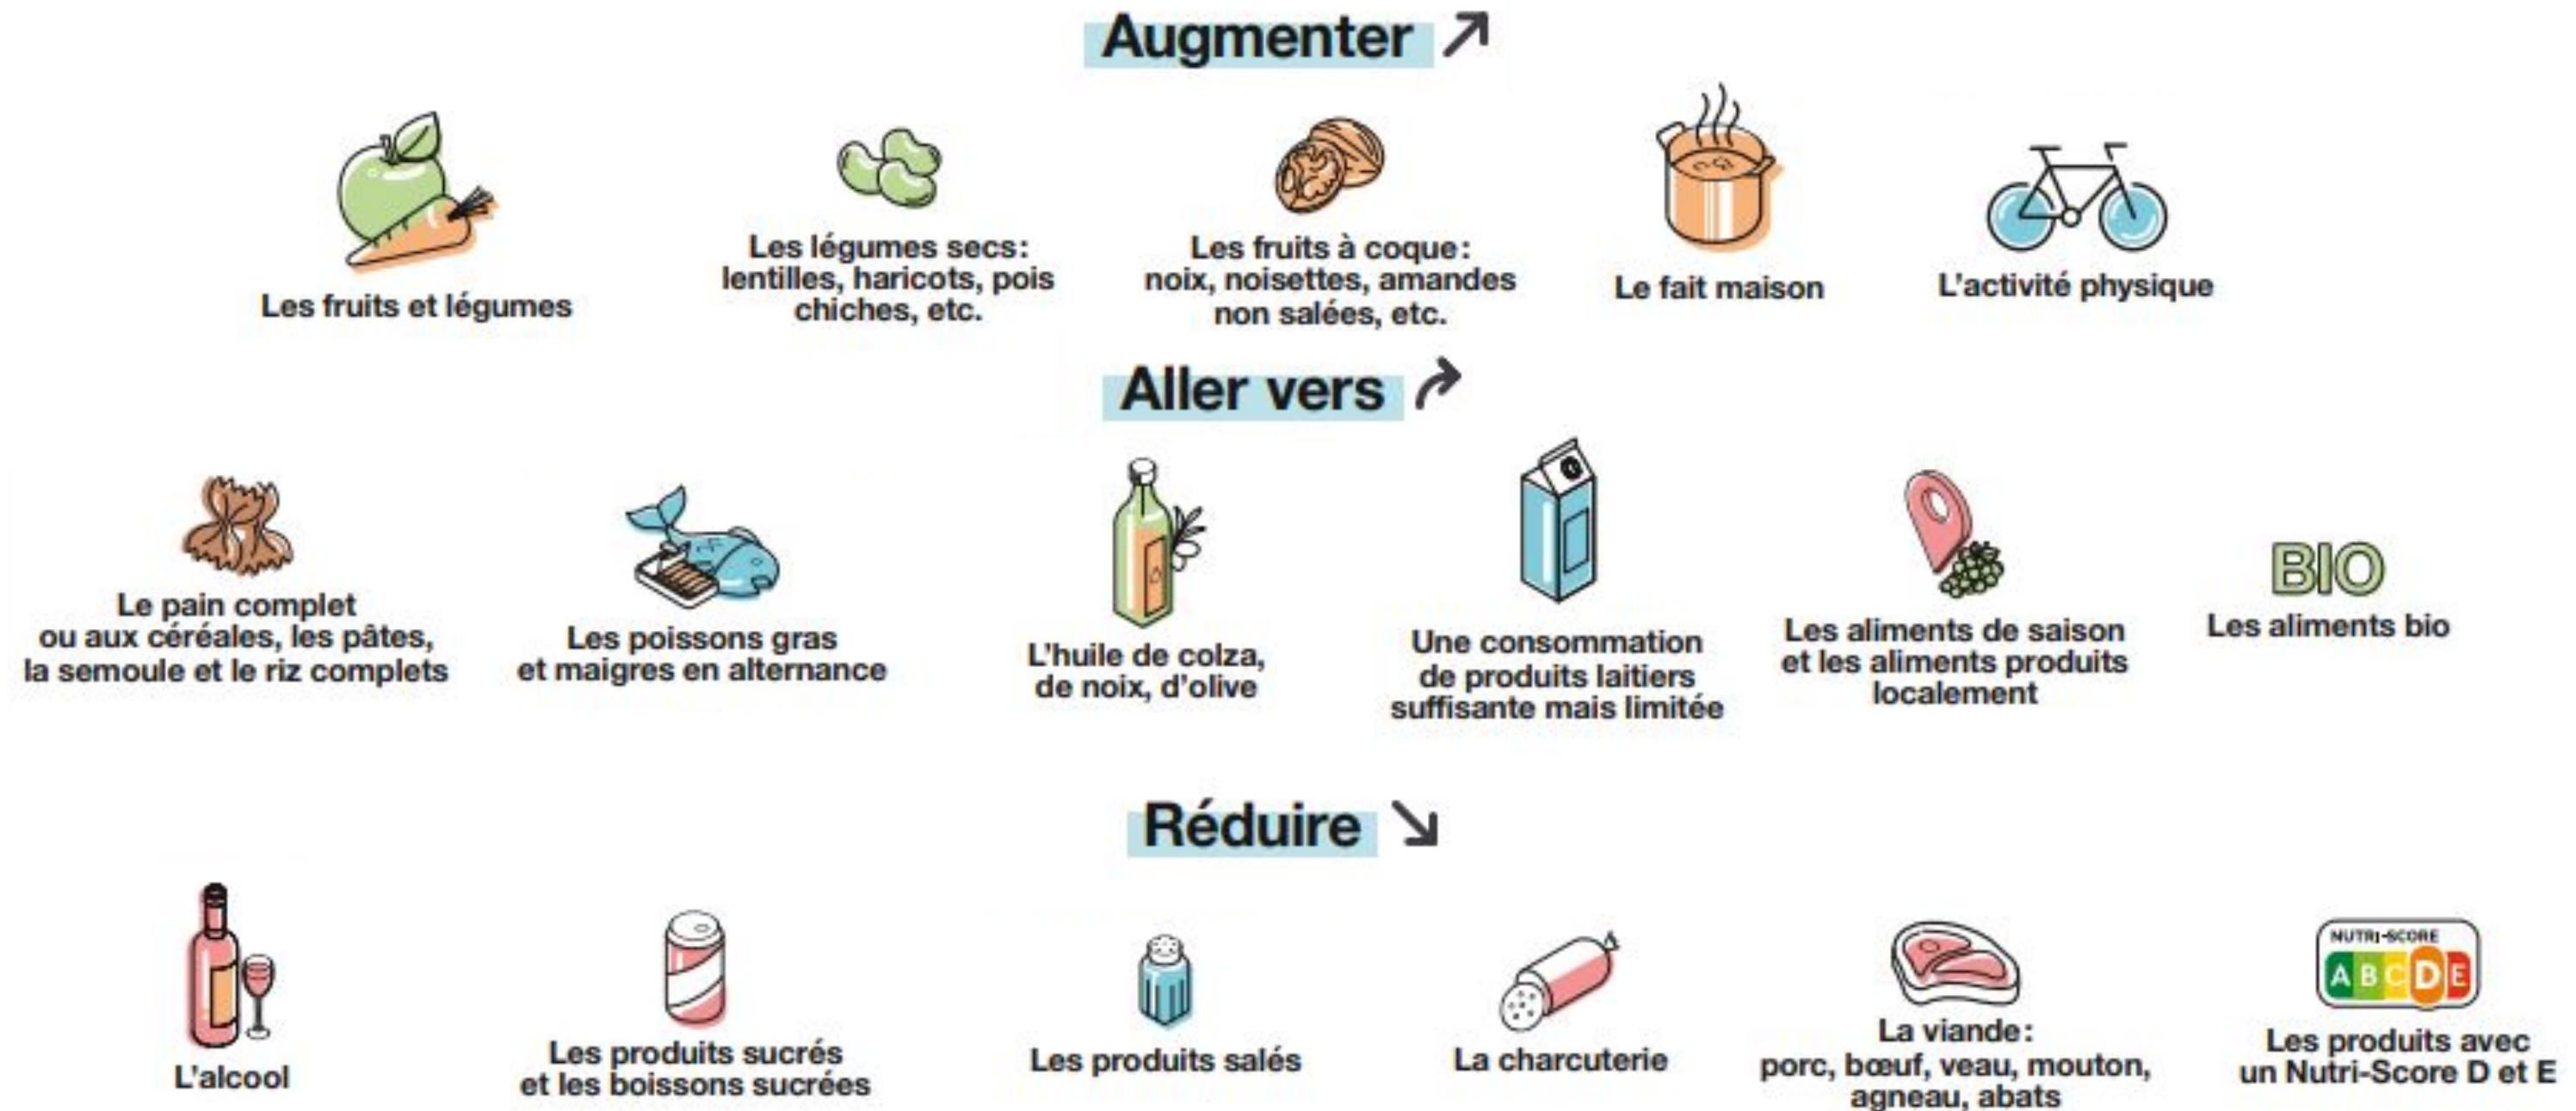 Augmenter
Les fruits et légumes
Les légumes secs:
lentilles, haricots, pois
chiches, etc.
Les fruits à coque:
noix, noisettes, amandes
non salées, etc.
Le fait maison
L'activité physique
Aller vers
Le pain complet
ou aux céréales, les pâtes,
la semoule et le riz complets
Les poissons gras
et maigres en alternance
L'huile de colza,
de noix, d'olive
Une consommation
de produits laitiers
suffisante mais limitée
Les aliments de saison
et les aliments produits
localement
BIO
Les aliments bio
Réduire
L'alcool
Les produits sucrés
et les boissons sucrées
Les produits salés
La charcuterie
La viande:
porc, bœuf, veau, mouton,
agneau, abats
NUTRI-SCORE
A B C D E
Les produits avec
un Nutri-Score D et E